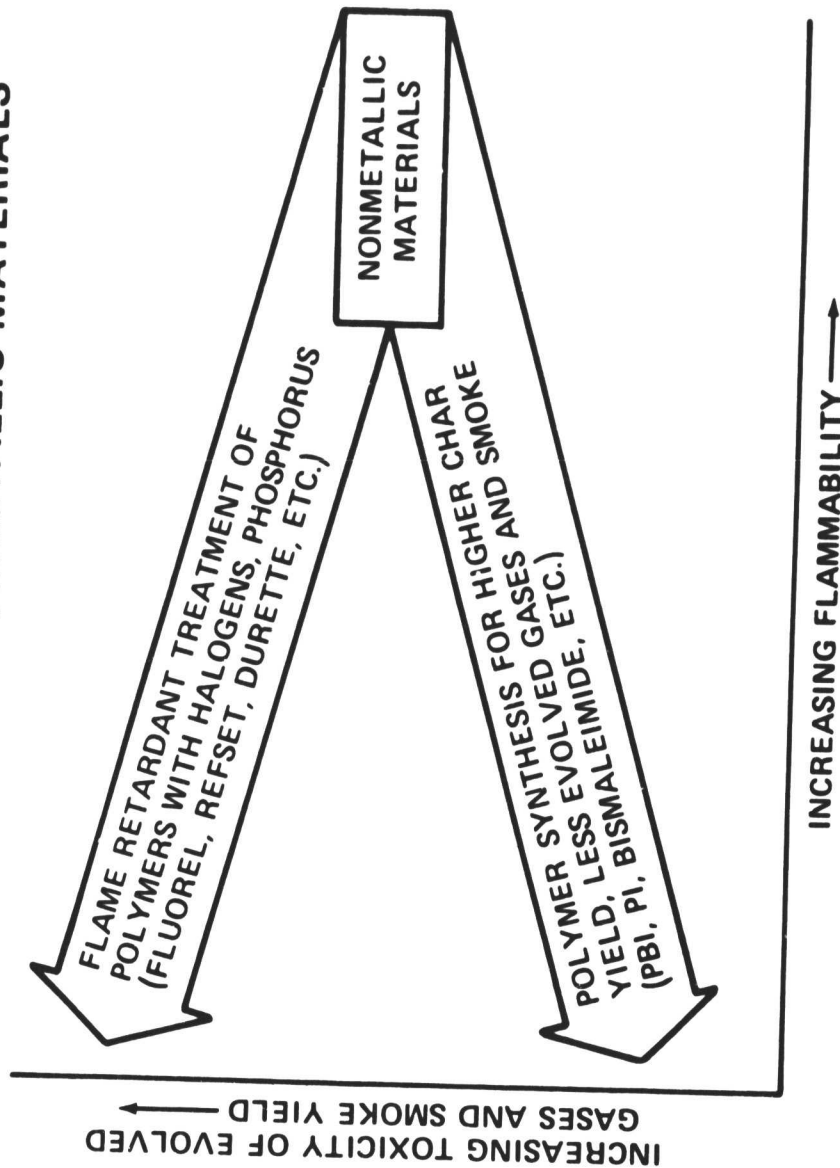 MATERIALS
NONMETALLIC
MATERIALS
FLAME RETARDANT TREATMENT OF
POLYMERS WITH HALOGENS, PHOSPHORUS
(FLUOREL, REFSET, DURETTE, ETC.)
POLYMER SYNTHESIS FOR HIGHER CHAR
YIELD, LESS EVOLVED GASES AND SMOKE
(PBI, PI, BISMALEIMIDE, ETC.)
INCREASING TOXICITY OF EVOLVED
GASES AND SMOKE YIELD
INCREASING FLAMMABILITY